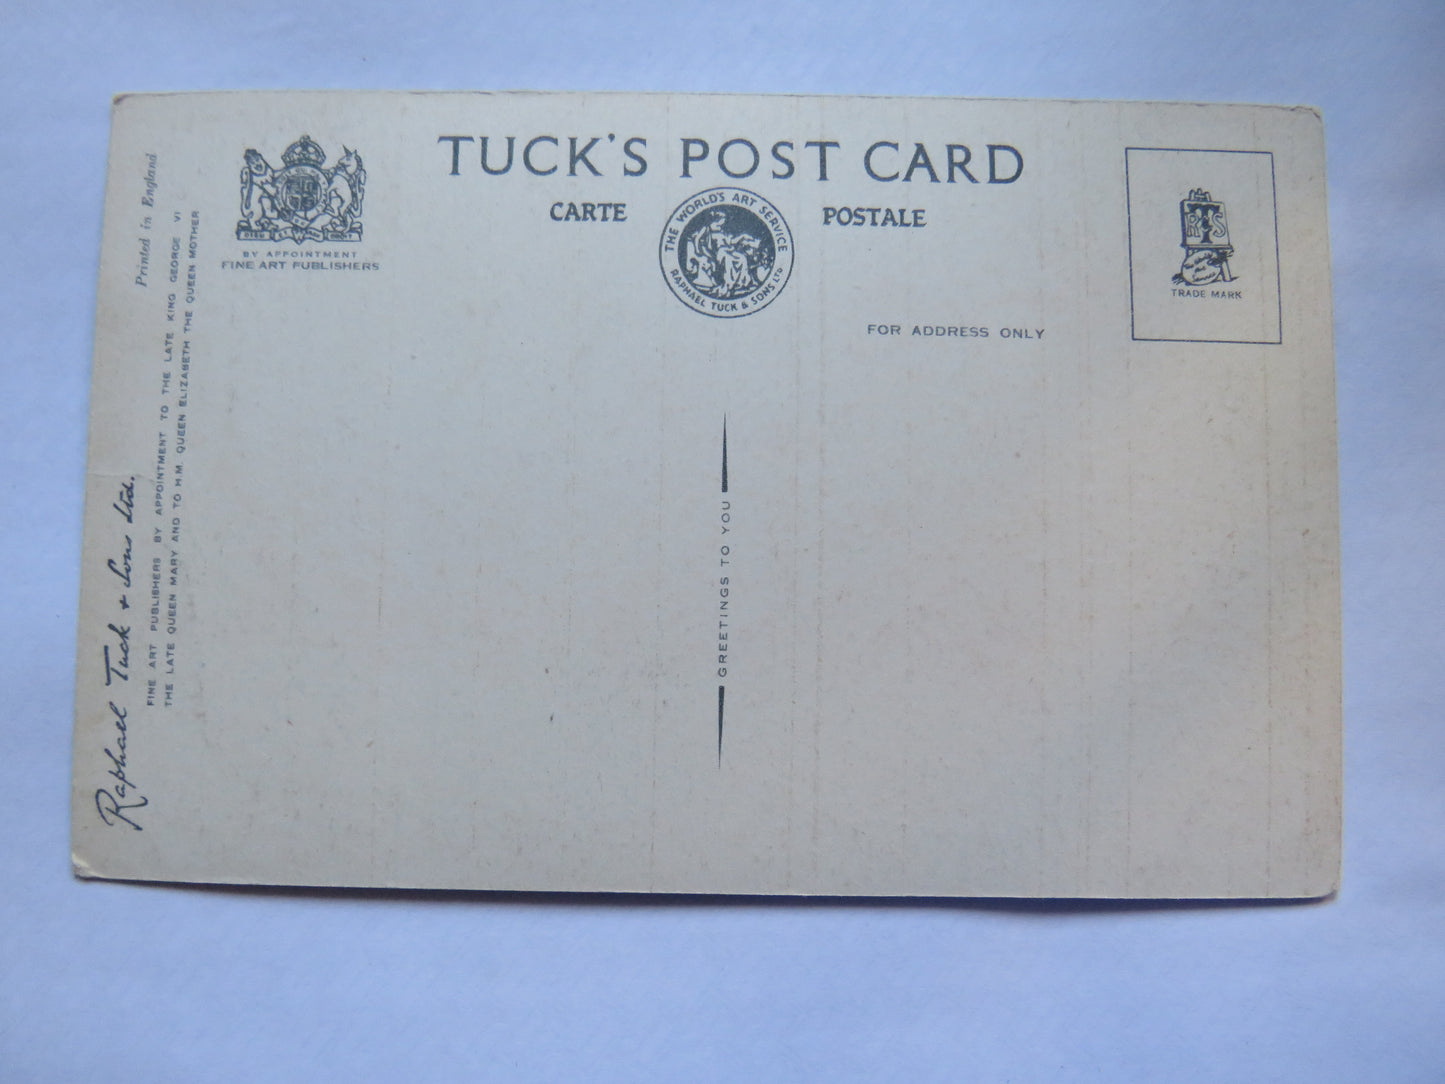 TUCK'S POST CARD
CARTE POSTALE
BY APPOINTMENT
FINE ART PUBLISHERS
THE WORLD'S ART SERVICE
RAPHAEL TUCK & SONS LTD
FOR ADDRESS ONLY
RTS
TRADE MARK
GREETINGS TO YOU
Printed in England
Raphael Tuck & Sons Ltd.
FINE ART PUBLISHERS BY APPOINTMENT TO THE LATE KING GEORGE VI
THE LATE QUEEN MARY AND TO H.M. QUEEN ELIZABETH THE QUEEN MOTHER